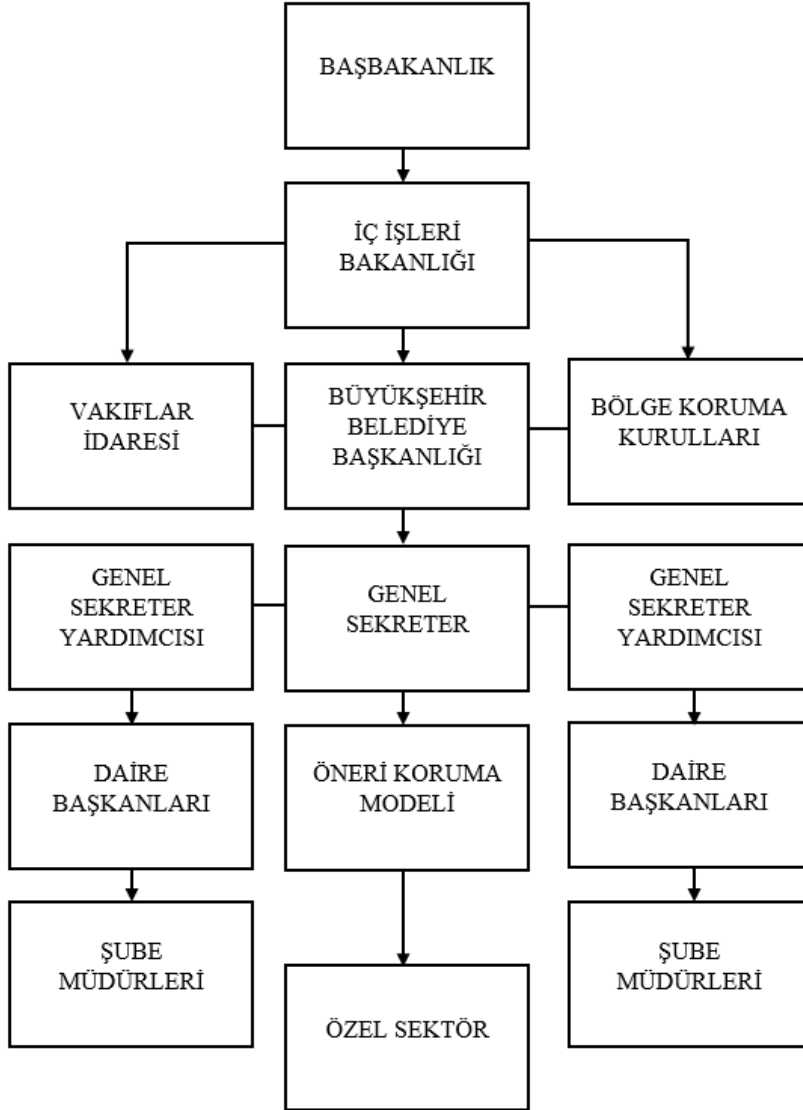 BAŞBAKANLIK
İÇ İŞLERİ
BAKANLIĞI
VAKIFLAR
İDARESİ
BÜYÜKŞEHİR
BELEDİYE
BAŞKANLIĞI
BÖLGE KORUMA
KURULLARI
GENEL
SEKRETER
YARDIMCISI
GENEL
SEKRETER
GENEL
SEKRETER
YARDIMCISI
DAİRE
BAŞKANLARI
ÖNERİ KORUMA
MODELİ
DAİRE
BAŞKANLARI
ŞUBE
MÜDÜRLERİ
ÖZEL SEKTÖR
ŞUBE
MÜDÜRLERİ